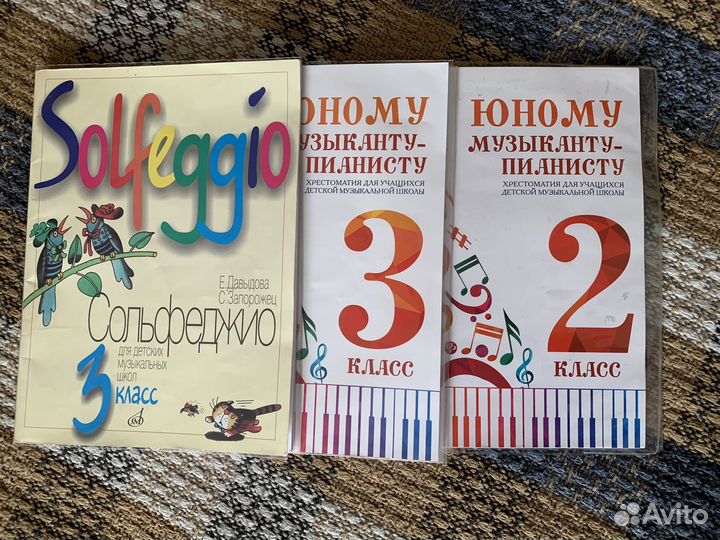 Solfeggio
Е. Давыдова
С. Запорожец
Сольфеджио
для детских
музыкальных
школ
3 класс
ЮНОМУ
УЗЫКАНТУ-
ПИАНИСТУ
ХРЕСТОМАТИЯ ДЛЯ УЧАЩИХСЯ
ДЕТСКОЙ МУЗЫКАЛЬНОЙ ШКОЛЫ
3
КЛАСС
ЮНОМУ
МУЗЫКАНТУ-
ПИАНИСТУ
ХРЕСТОМАТИЯ ДЛЯ УЧАЩИХСЯ
ДЕТСКОЙ МУЗЫКАЛЬНОЙ ШКОЛЫ
2
КЛАСС
Avito